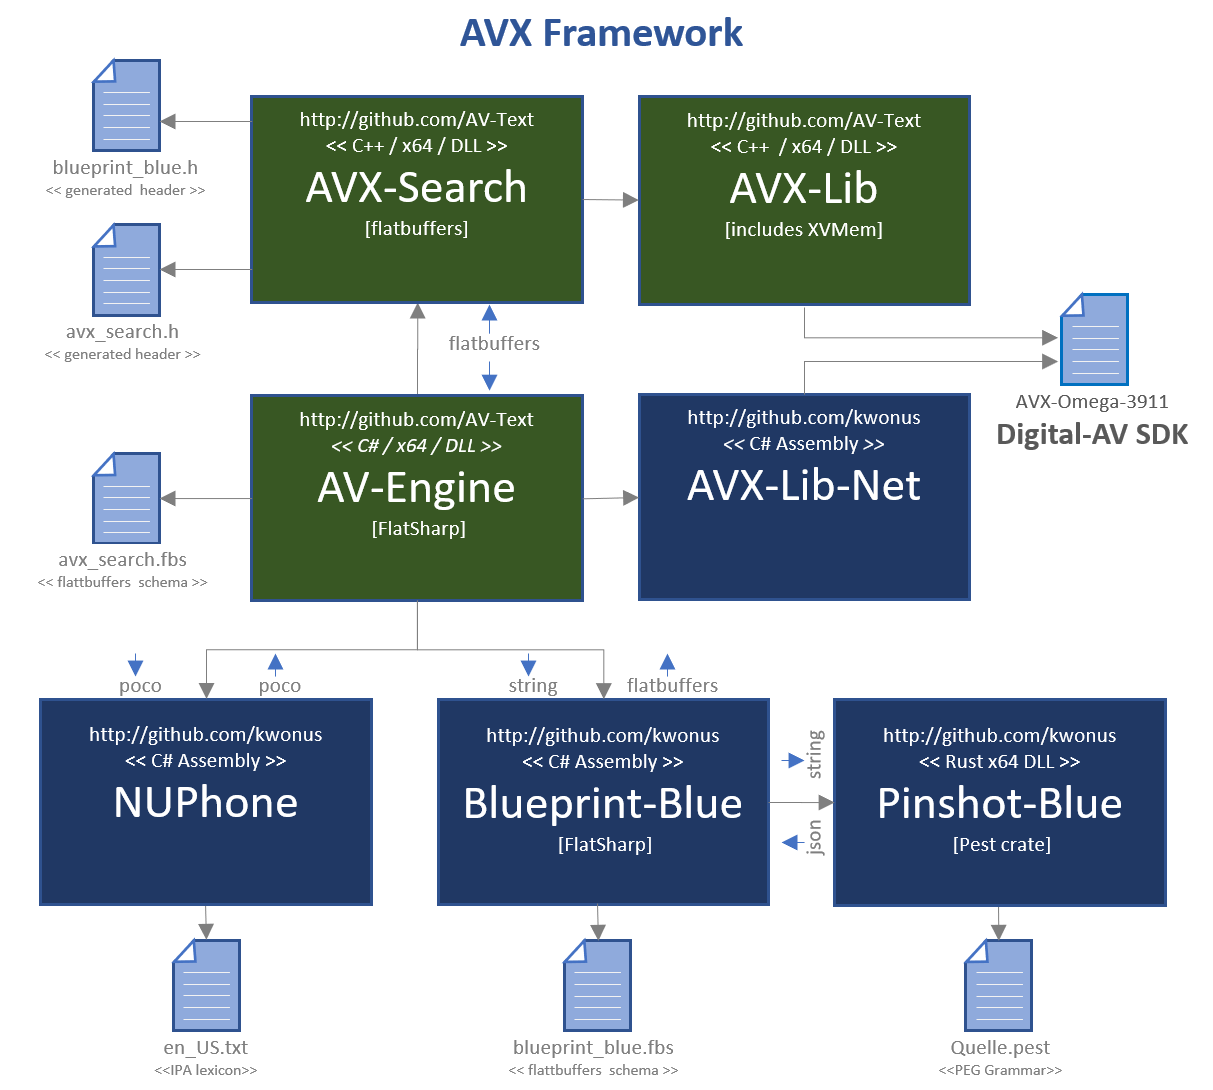 AVX Framework
blueprint_blue.h
<< generated header >>
http://github.com/AV-Text
<< C++ / x64 / DLL >>
AVX-Search
[flatbuffers]
http://github.com/AV-Text
<< C++ / x64 / DLL >>
AVX-Lib
[includes XVMem]
avx_search.h
<< generated header >>
flatbuffers
AVX-Omega-3911
Digital-AV SDK
http://github.com/AV-Text
<< C# / x64 / DLL >>
AV-Engine
[FlatSharp]
http://github.com/kwonus
<< C# Assembly >>
AVX-Lib-Net
avx_search.fbs
<< flattbuffers schema >>
poco
poco
string
flatbuffers
http://github.com/kwonus
<< C# Assembly >>
NUPhone
http://github.com/kwonus
<< C# Assembly >>
Blueprint-Blue
[FlatSharp]
string
json
http://github.com/kwonus
<< Rust x64 DLL >>
Pinshot-Blue
[Pest crate]
en_US.txt
<<IPA lexicon>>
blueprint_blue.fbs
<< flattbuffers schema >>
Quelle.pest
<<PEG Grammar>>